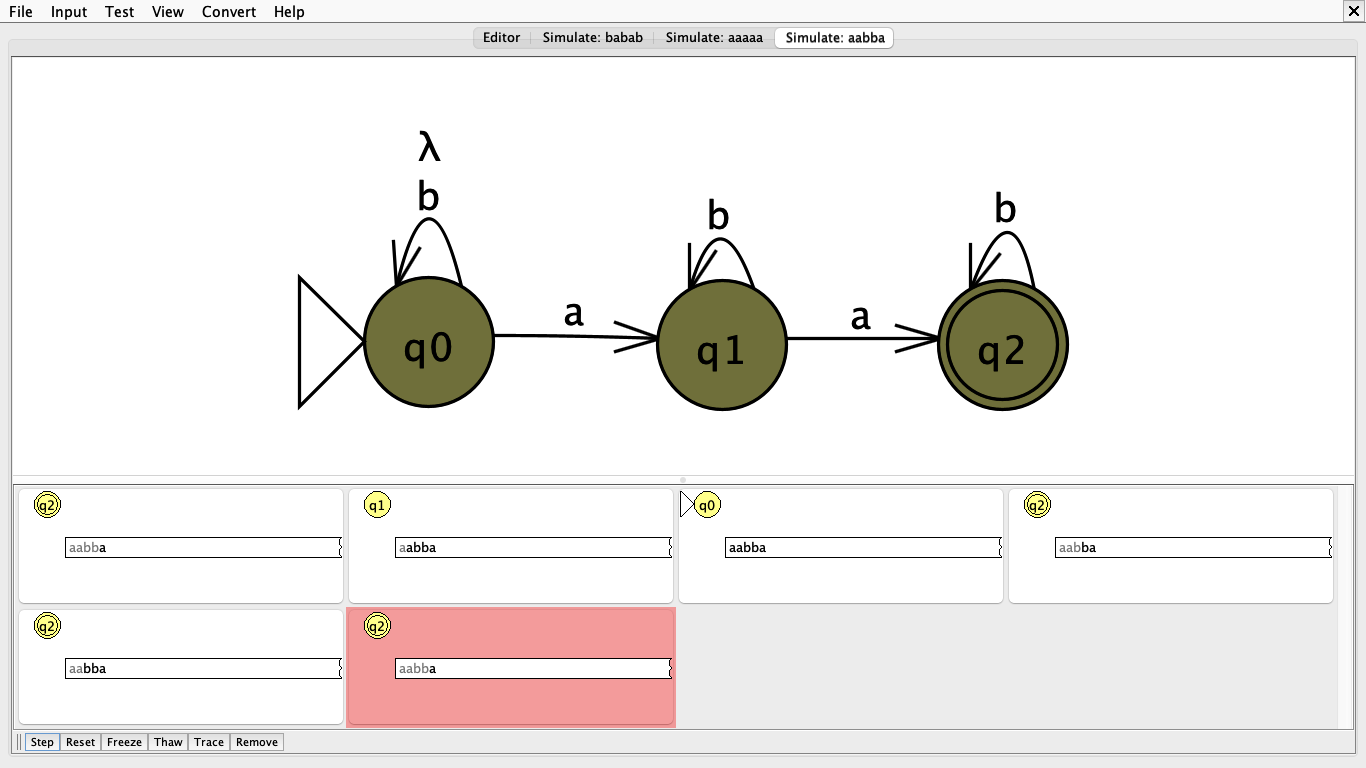 File Input Test View Convert Help
Editor Simulate: babab Simulate: aaaaa Simulate: aabba
λ
b b b
a a
q0 q1 q2
q2 q1 q0 q2
aabba aabba aabba aabba
q2 q2
aabba aabba
Step Reset Freeze Thaw Trace Remove